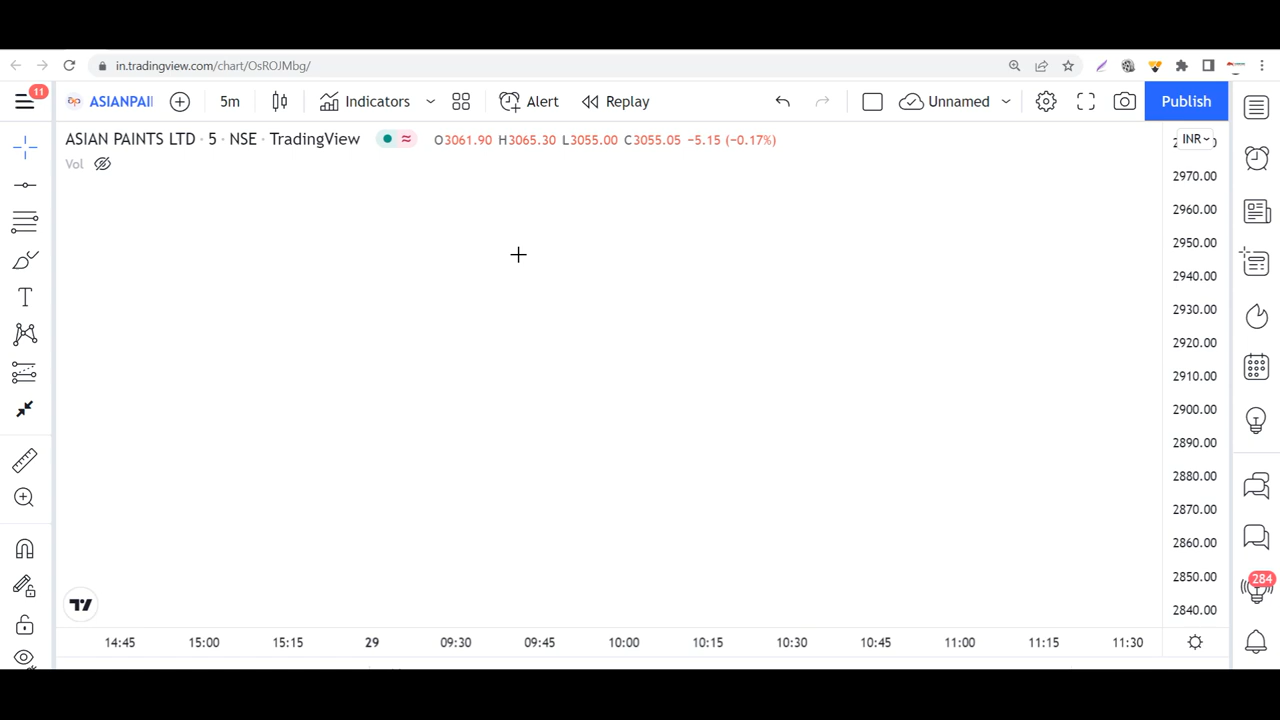 in.tradingview.com/chart/OsROJMbg/
11
ASIANPAI
5m
Indicators
Alert
Replay
Unnamed
Publish
ASIAN PAINTS LTD · 5 · NSE · TradingView
O3061.90 H3065.30 L3055.00 C3055.05 −5.15 (−0.17%)
INR
Vol
2970.00
2960.00
2950.00
2940.00
2930.00
2920.00
2910.00
2900.00
2890.00
2880.00
2870.00
2860.00
2850.00
2840.00
284
14:45 15:00 15:15 29 09:30 09:45 10:00 10:15 10:30 10:45 11:00 11:15 11:30